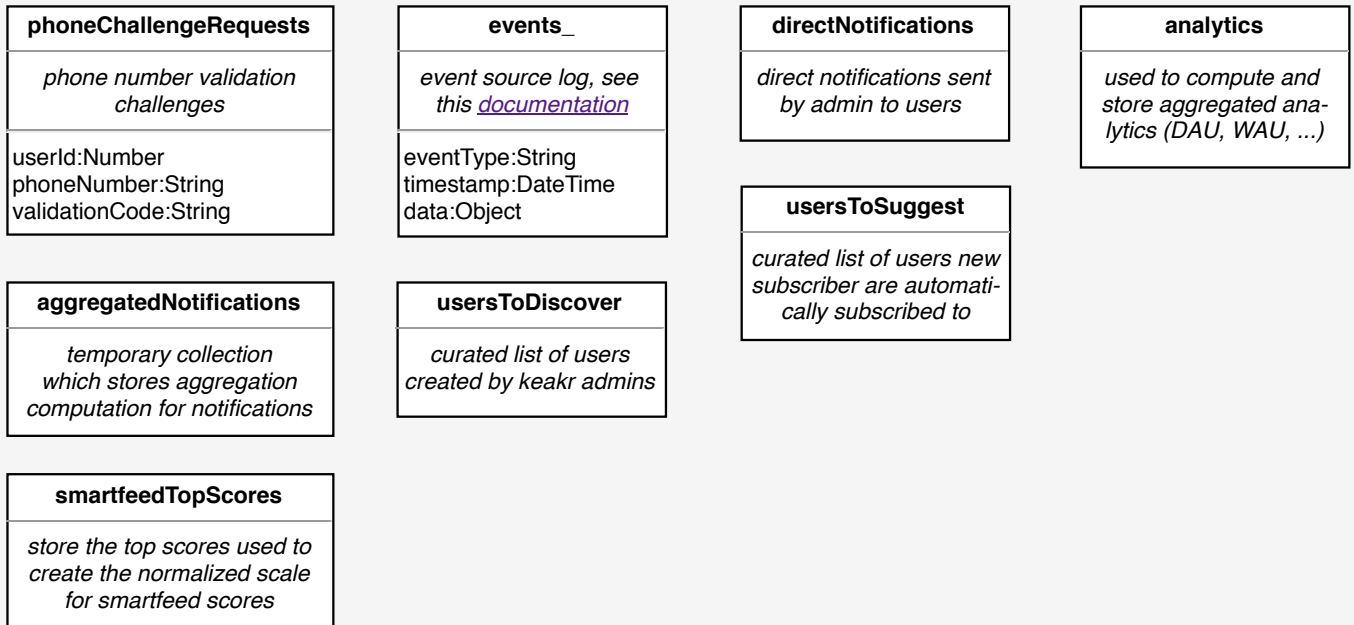 phoneChallengeRequests
phone number validation
challenges
userId:Number
phoneNumber:String
validationCode:String
events_
event source log, see
this documentation
eventType:String
timestamp:DateTime
data:Object
directNotifications
direct notifications sent
by admin to users
analytics
used to compute and
store aggregated ana-
lytics (DAU, WAU, ...)
usersToSuggest
curated list of users new
subscriber are automati-
cally subscribed to
aggregatedNotifications
temporary collection
which stores aggregation
computation for notifications
usersToDiscover
curated list of users
created by keakr admins
smartfeedTopScores
store the top scores used to
create the normalized scale
for smartfeed scores